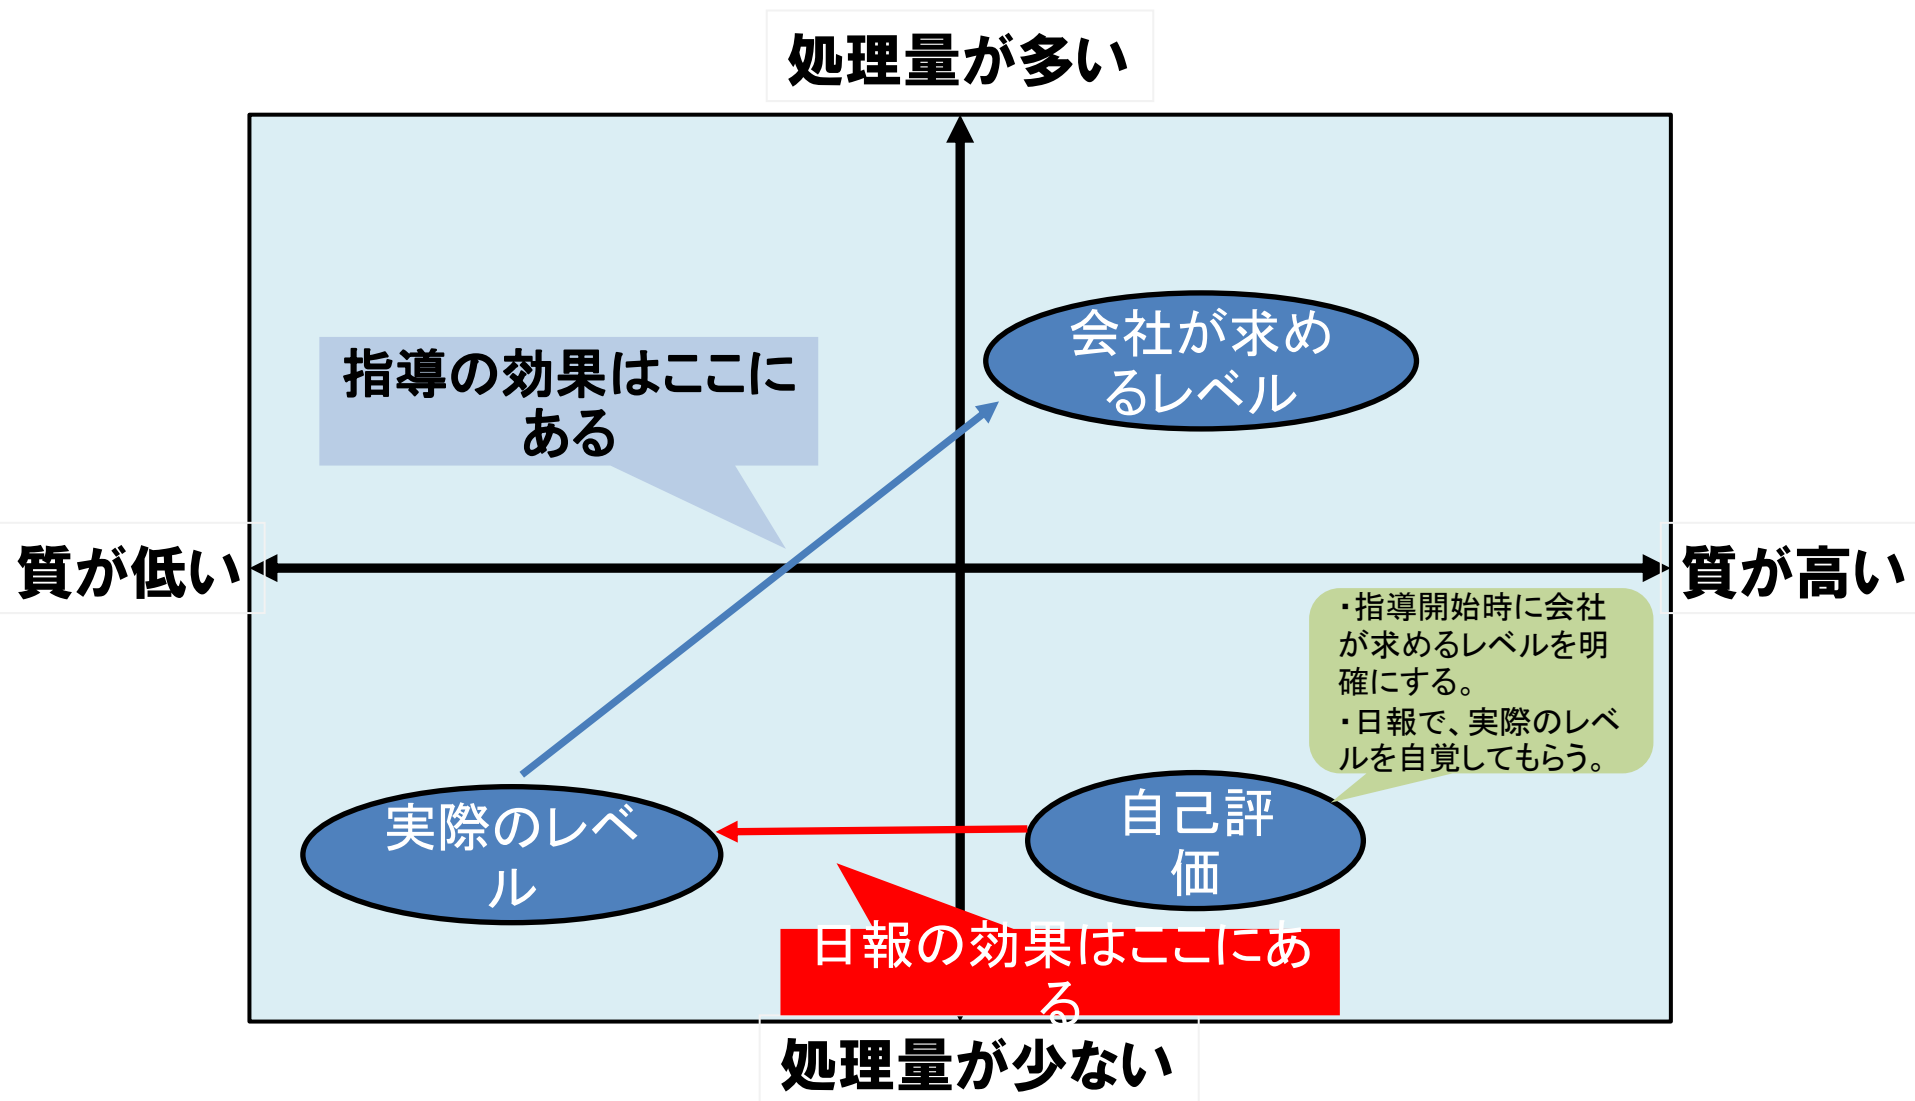 処理量が多い
会社が求め
るレベル
指導の効果はここに
ある
質が低い
質が高い
・指導開始時に会社
が求めるレベルを明
確にする。
・日報で、実際のレベ
ルを自覚してもらう。
実際のレベ
ル
自己評
価
日報の効果はここにあ
る
処理量が少ない